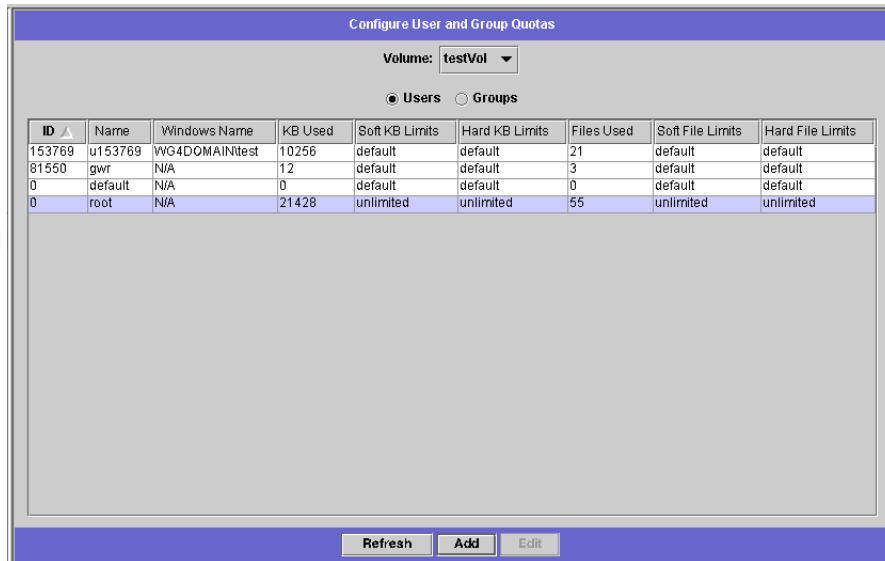 Configure User and Group Quotas
Volume: testVol
Users Groups
ID Name Windows Name KB Used Soft KB Limits Hard KB Limits Files Used Soft File Limits Hard File Limits
153769 u153769 WG4DOMAIN\test 10256 default default 21 default default
81550 gwr N/A 12 default default 3 default default
0 default N/A 0 default default 0 default default
0 root N/A 21428 unlimited unlimited 55 unlimited unlimited
Refresh Add Edit